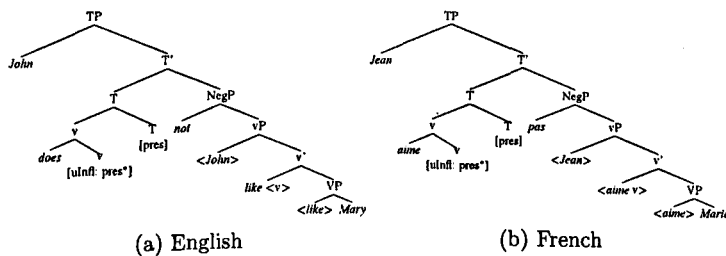 TP TP
John T' Jean T'
T NegP T NegP
v T not vP v T pas vP
[pres] [pres]
does v <John> v' aime v <Jean> v'
[uInfl: pres*] like <v> VP [uInfl: pres*] <aime v> VP
<like> Mary <aime> Marie
(a) English (b) French